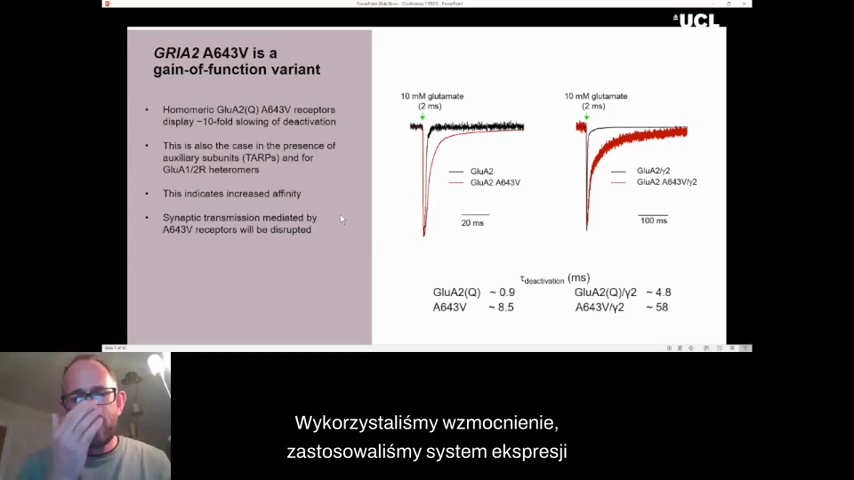 UCL
GRIA2 A643V is a
gain-of-function variant
• Homomeric GluA2(Q) A643V receptors
display ~10-fold slowing of deactivation
• This is also the case in the presence of
auxiliary subunits (TARPs) and for
GluA1/2R heteromers
• This indicates increased affinity
• Synaptic transmission mediated by
A643V receptors will be disrupted
10 mM glutamate
(2 ms)
GluA2
GluA2 A643V
20 ms
10 mM glutamate
(2 ms)
GluA2/γ2
GluA2 A643V/γ2
100 ms
τdeactivation (ms)
GluA2(Q) ~ 0.9 GluA2(Q)/γ2 ~ 4.8
A643V ~ 8.5 A643V/γ2 ~ 58
Wykorzystaliśmy wzmocnienie,
zastosowaliśmy system ekspresji